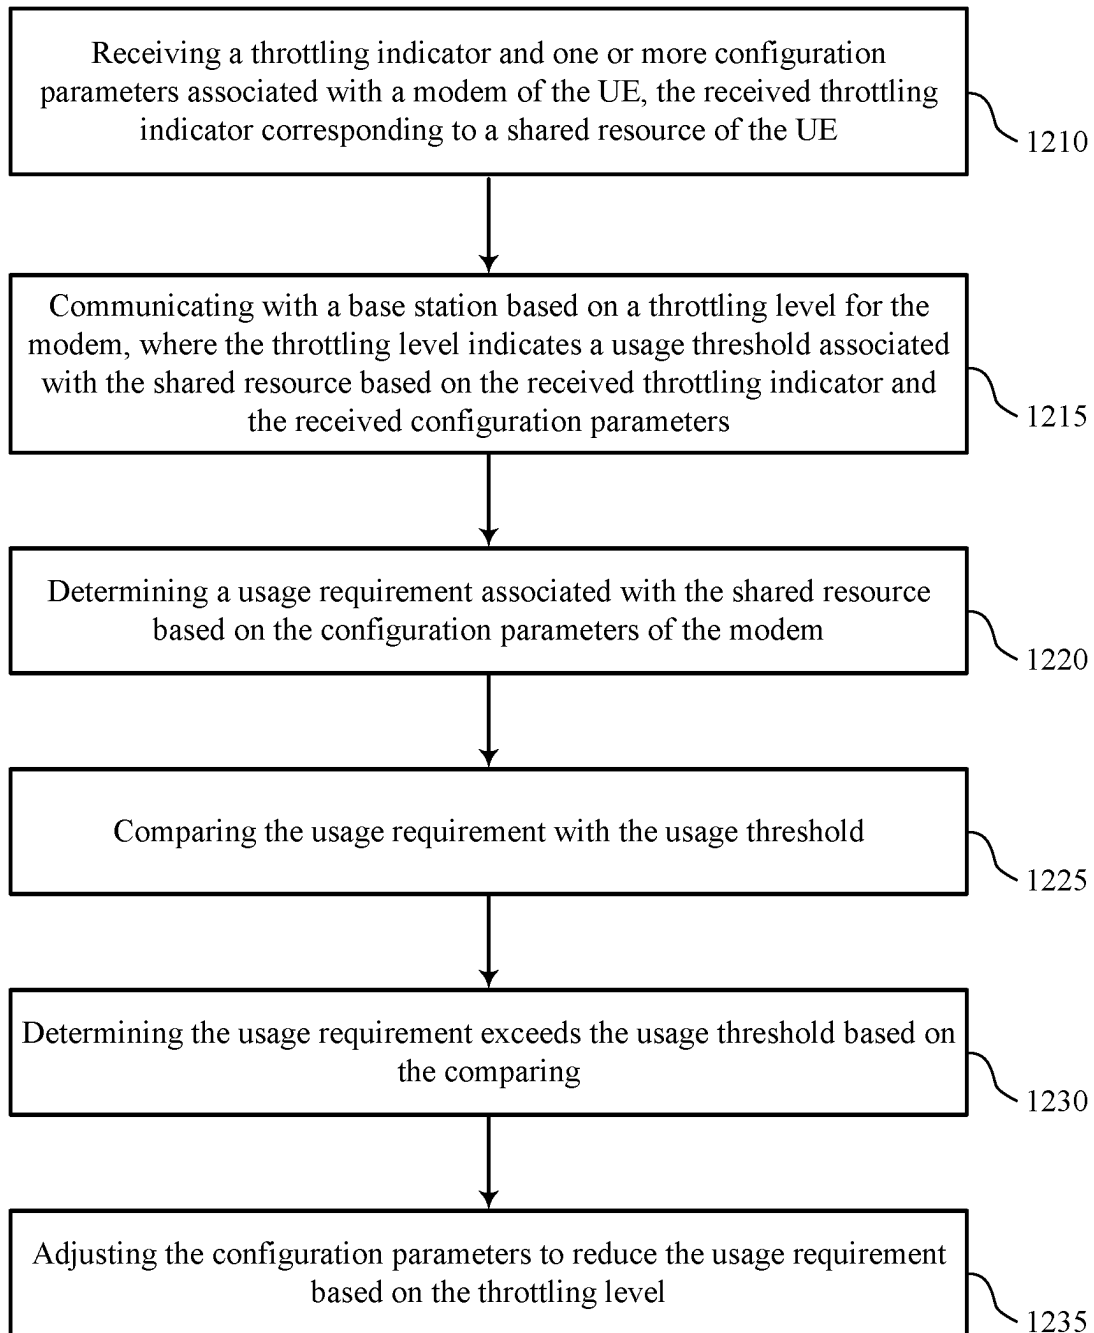 Receiving a throttling indicator and one or more configuration
parameters associated with a modem of the UE, the received throttling
indicator corresponding to a shared resource of the UE
1210
Communicating with a base station based on a throttling level for the
modem, where the throttling level indicates a usage threshold associated
with the shared resource based on the received throttling indicator and
the received configuration parameters
1215
Determining a usage requirement associated with the shared resource
based on the configuration parameters of the modem
1220
Comparing the usage requirement with the usage threshold
1225
Determining the usage requirement exceeds the usage threshold based on
the comparing
1230
Adjusting the configuration parameters to reduce the usage requirement
based on the throttling level
1235